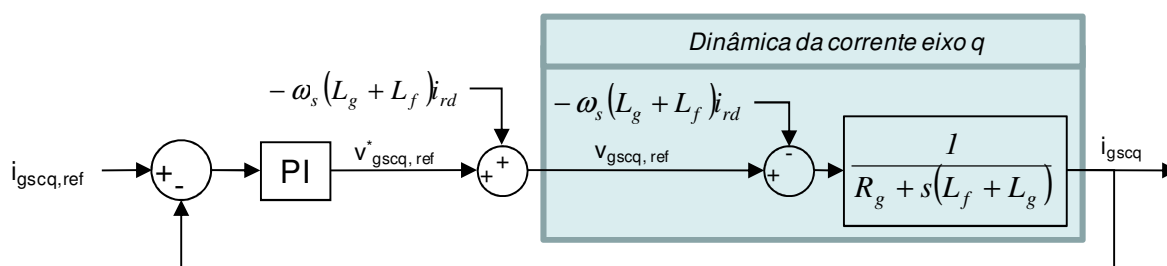 Dinâmica da corrente eixo q
- ω_s(L_g + L_f)i_rd
- ω_s(L_g + L_f)i_rd
i_gscq,ref
+
-
PI
v*_gscq,ref
+
+
v_gscq, ref
-
+
1
R_g + s(L_f + L_g)
i_gscq